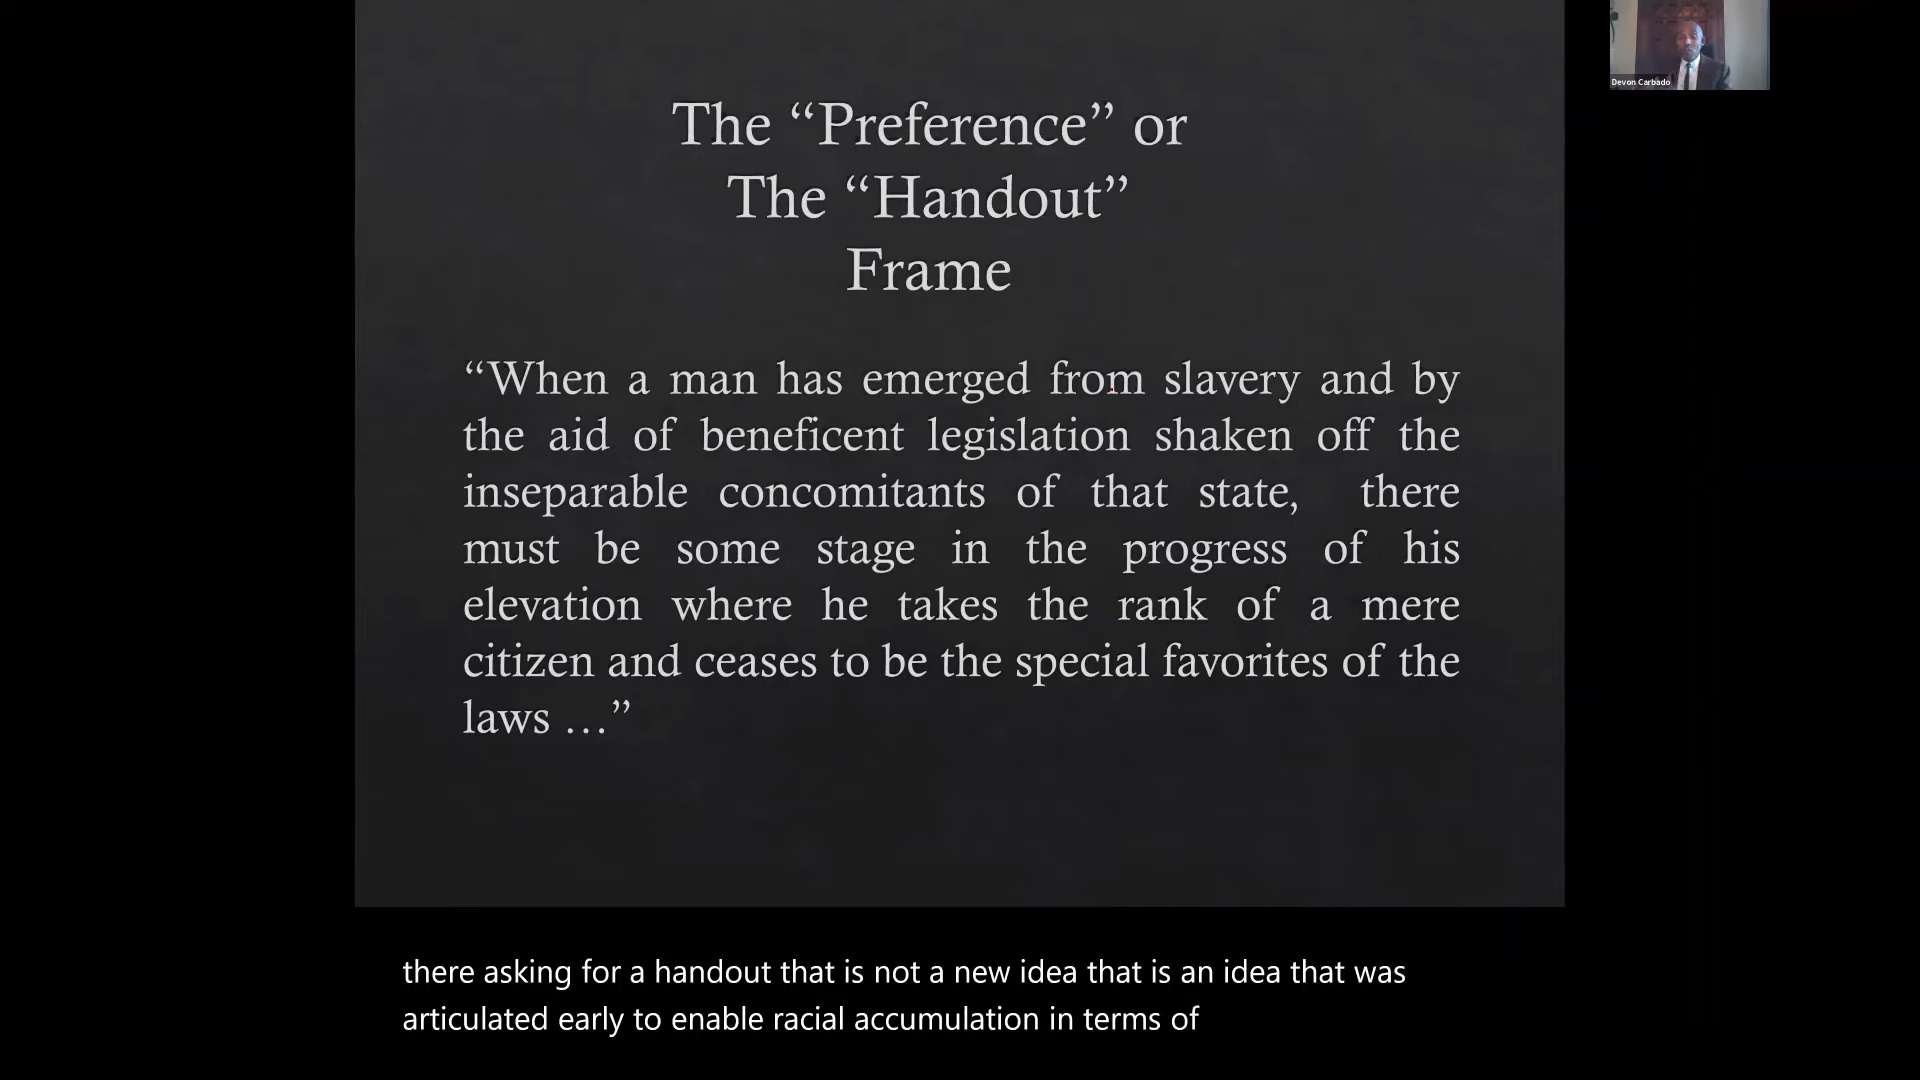 The “Preference” or
The “Handout”
Frame
“When a man has emerged from slavery and by
the aid of beneficent legislation shaken off the
inseparable concomitants of that state, there
must be some stage in the progress of his
elevation where he takes the rank of a mere
citizen and ceases to be the special favorites of the
laws …”
Devon Carbado
there asking for a handout that is not a new idea that is an idea that was
articulated early to enable racial accumulation in terms of